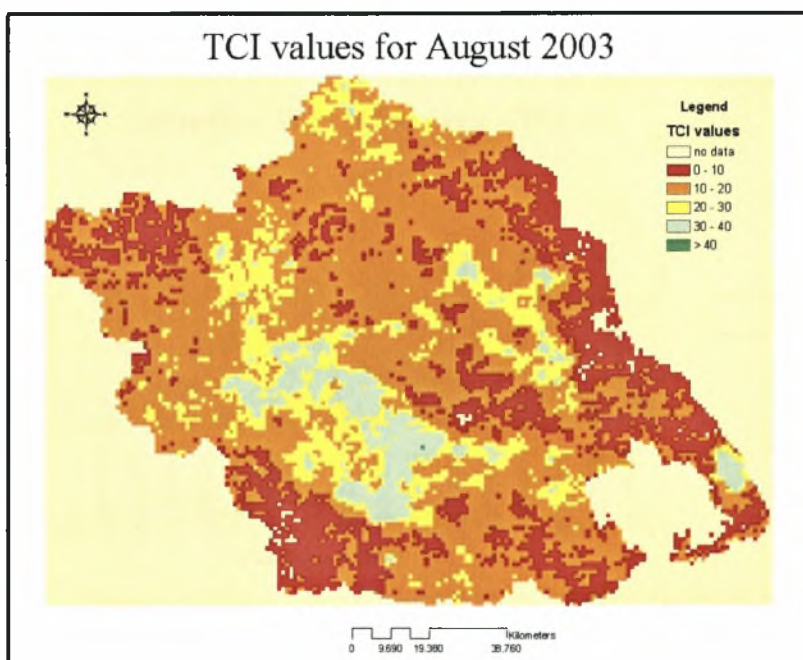 TCI values for August 2003
Legend
TCI values
no data
0 - 10
10 - 20
20 - 30
30 - 40
> 40
Kilometers
0 9.690 19.380 38.760